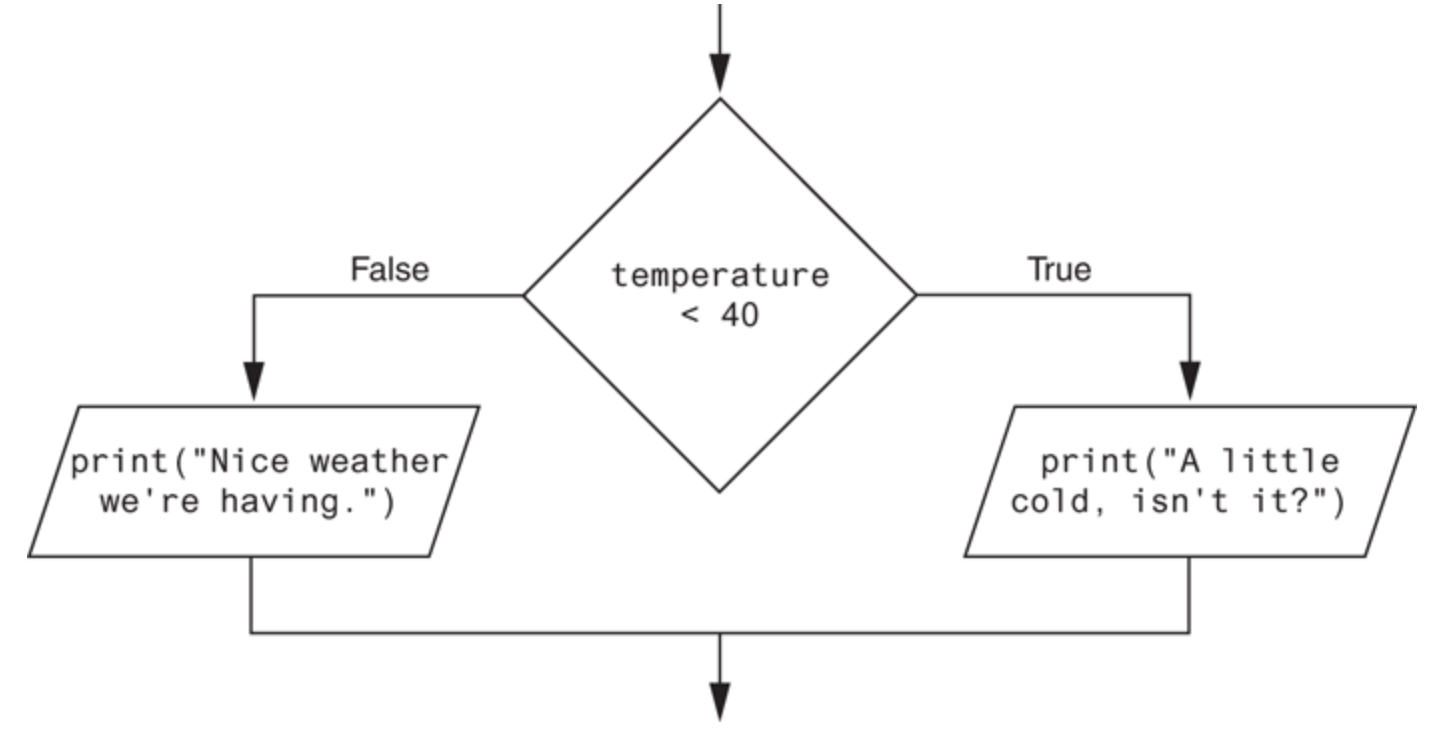 False
temperature
< 40
True
print("Nice weather
we're having.")
print("A little
cold, isn't it?")